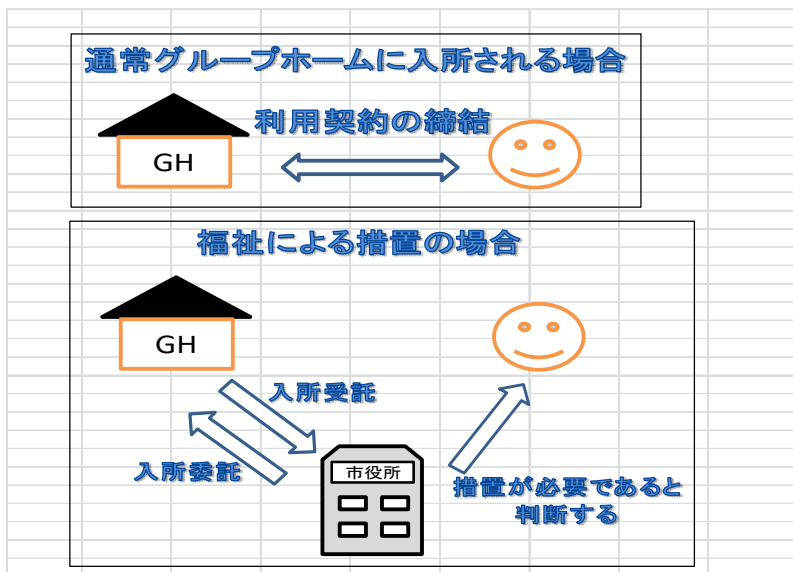 通常グループホームに入所される場合
利用契約の締結
GH
福祉による措置の場合
GH
入所受託
入所委託
市役所
措置が必要であると
判断する